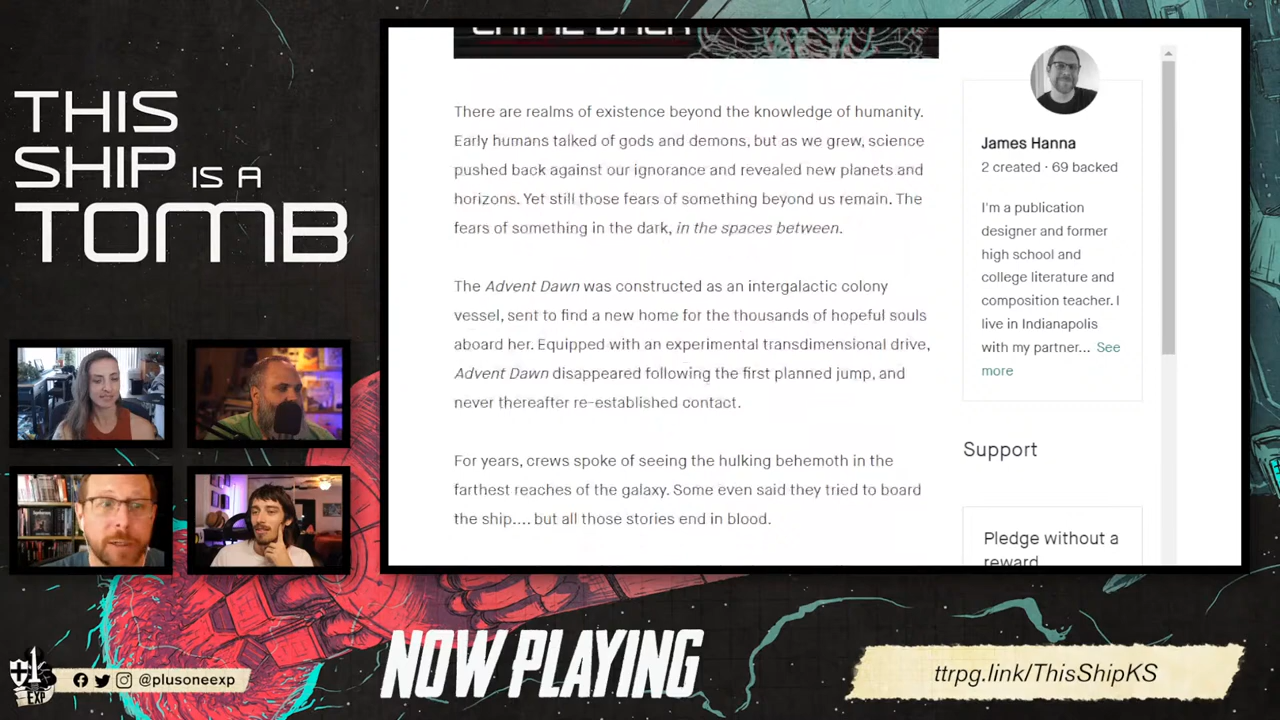 THIS
SHIP IS A
TOMB
There are realms of existence beyond the knowledge of humanity.
Early humans talked of gods and demons, but as we grew, science
pushed back against our ignorance and revealed new planets and
horizons. Yet still those fears of something beyond us remain. The
fears of something in the dark, in the spaces between.
The Advent Dawn was constructed as an intergalactic colony
vessel, sent to find a new home for the thousands of hopeful souls
aboard her. Equipped with an experimental transdimensional drive,
Advent Dawn disappeared following the first planned jump, and
never thereafter re-established contact.
For years, crews spoke of seeing the hulking behemoth in the
farthest reaches of the galaxy. Some even said they tried to board
the ship.... but all those stories end in blood.
James Hanna
2 created · 69 backed
I'm a publication
designer and former
high school and
college literature and
composition teacher. I
live in Indianapolis
with my partner... See
more
Support
Pledge without a
reward
1
EXP
@plusoneexp
NOW PLAYING
ttrpg.link/ThisShipKS